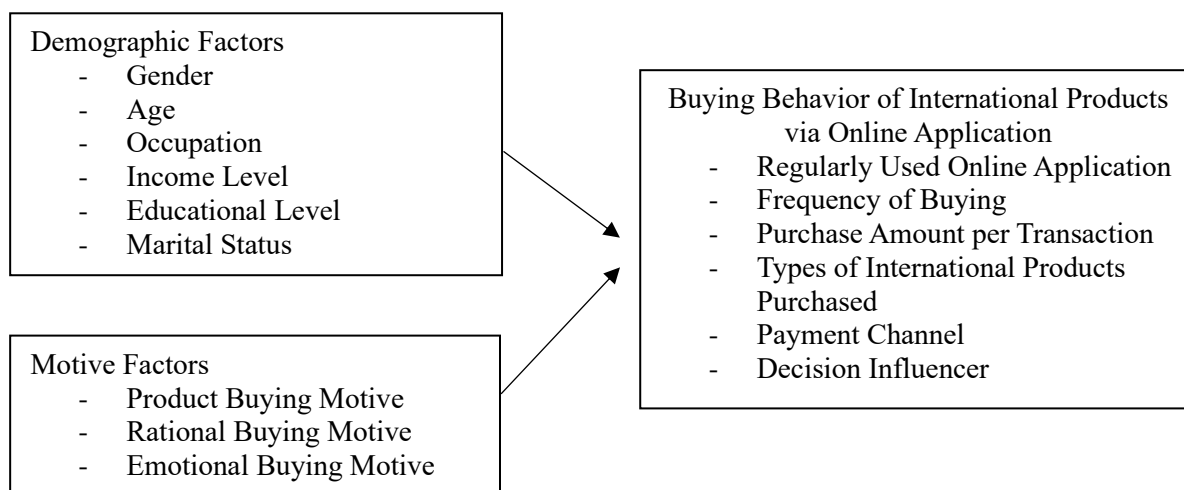 Demographic Factors
- Gender
- Age
- Occupation
- Income Level
- Educational Level
- Marital Status
Motive Factors
- Product Buying Motive
- Rational Buying Motive
- Emotional Buying Motive
Buying Behavior of International Products
via Online Application
- Regularly Used Online Application
- Frequency of Buying
- Purchase Amount per Transaction
- Types of International Products
Purchased
- Payment Channel
- Decision Influencer